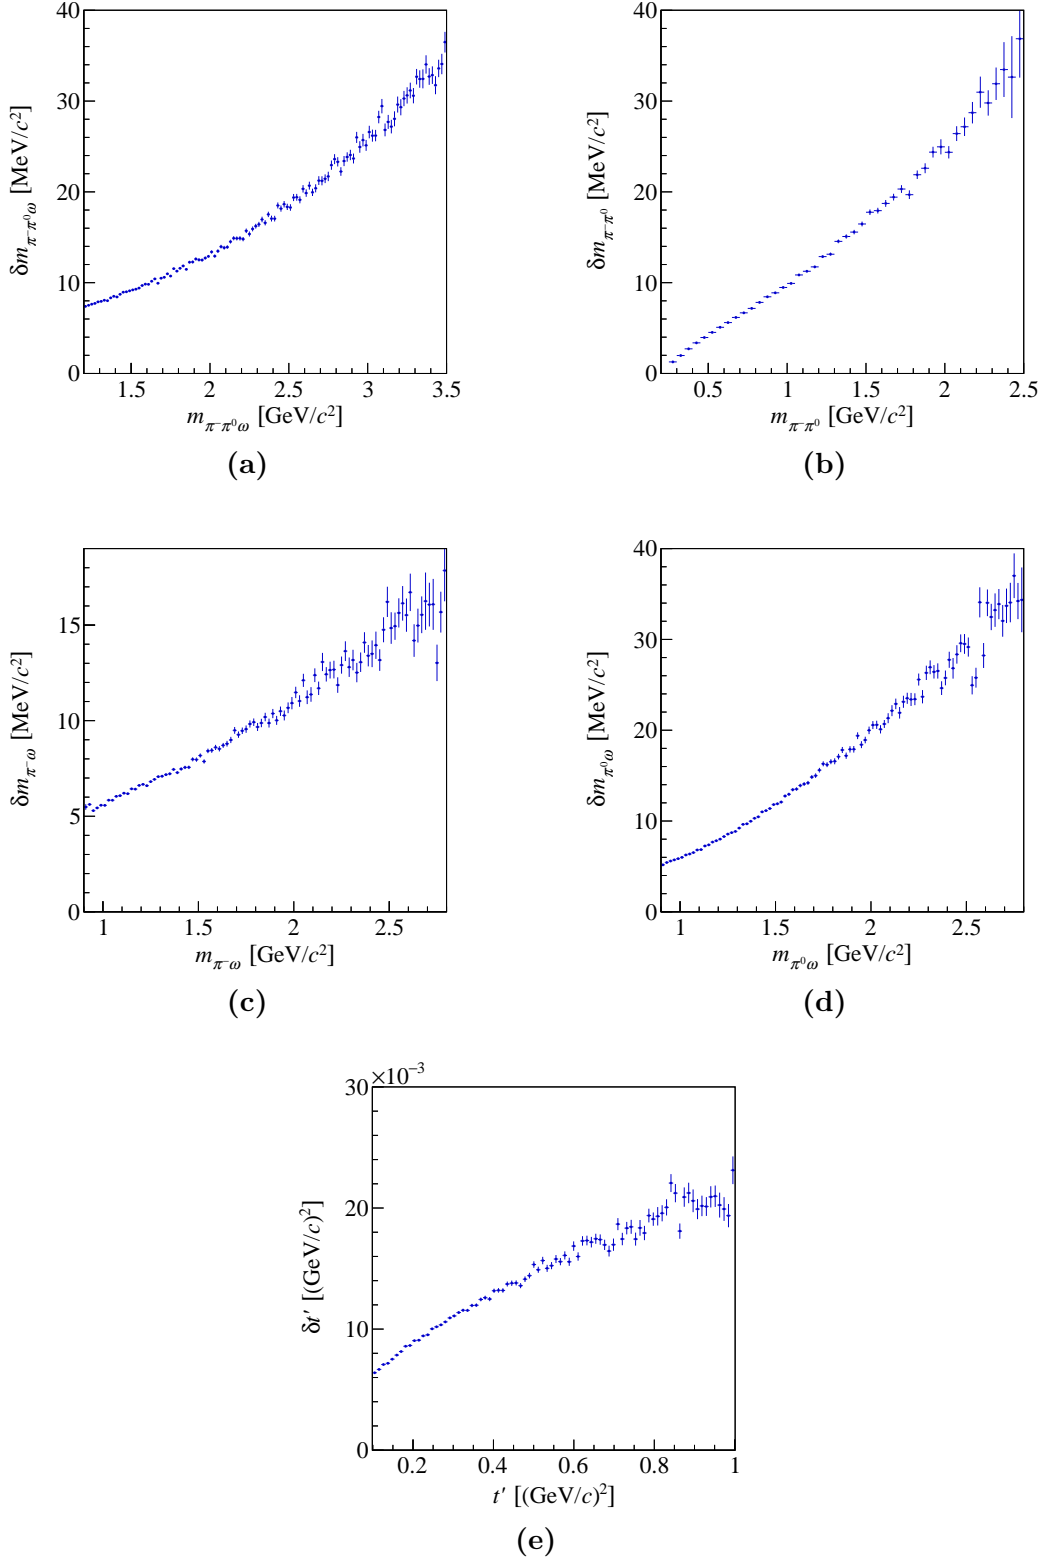 40
30
20
10
0
1.5 2 2.5 3 3.5
δm_{π⁻π⁰ω} [MeV/c²]
m_{π⁻π⁰ω} [GeV/c²]
(a)
40
30
20
10
0
0.5 1 1.5 2 2.5
δm_{π⁻π⁰} [MeV/c²]
m_{π⁻π⁰} [GeV/c²]
(b)
15
10
5
0
1 1.5 2 2.5
δm_{π⁻ω} [MeV/c²]
m_{π⁻ω} [GeV/c²]
(c)
40
30
20
10
0
1 1.5 2 2.5
δm_{π⁰ω} [MeV/c²]
m_{π⁰ω} [GeV/c²]
(d)
30 ×10⁻³
20
10
0
0.2 0.4 0.6 0.8 1
δt′ [(GeV/c)²]
t′ [(GeV/c)²]
(e)